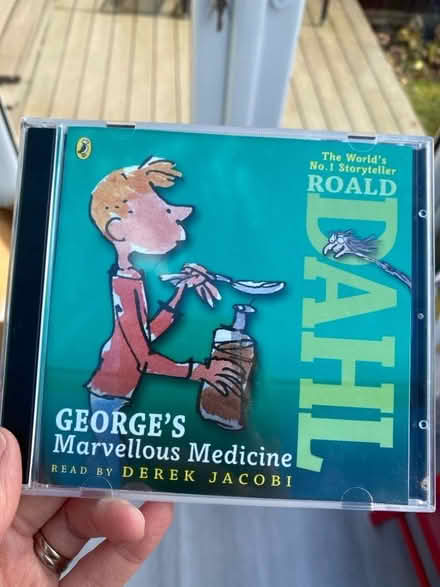 The World's
No.1 Storyteller
ROALD
DAHL
GEORGE'S
Marvellous Medicine
READ BY DEREK JACOBI